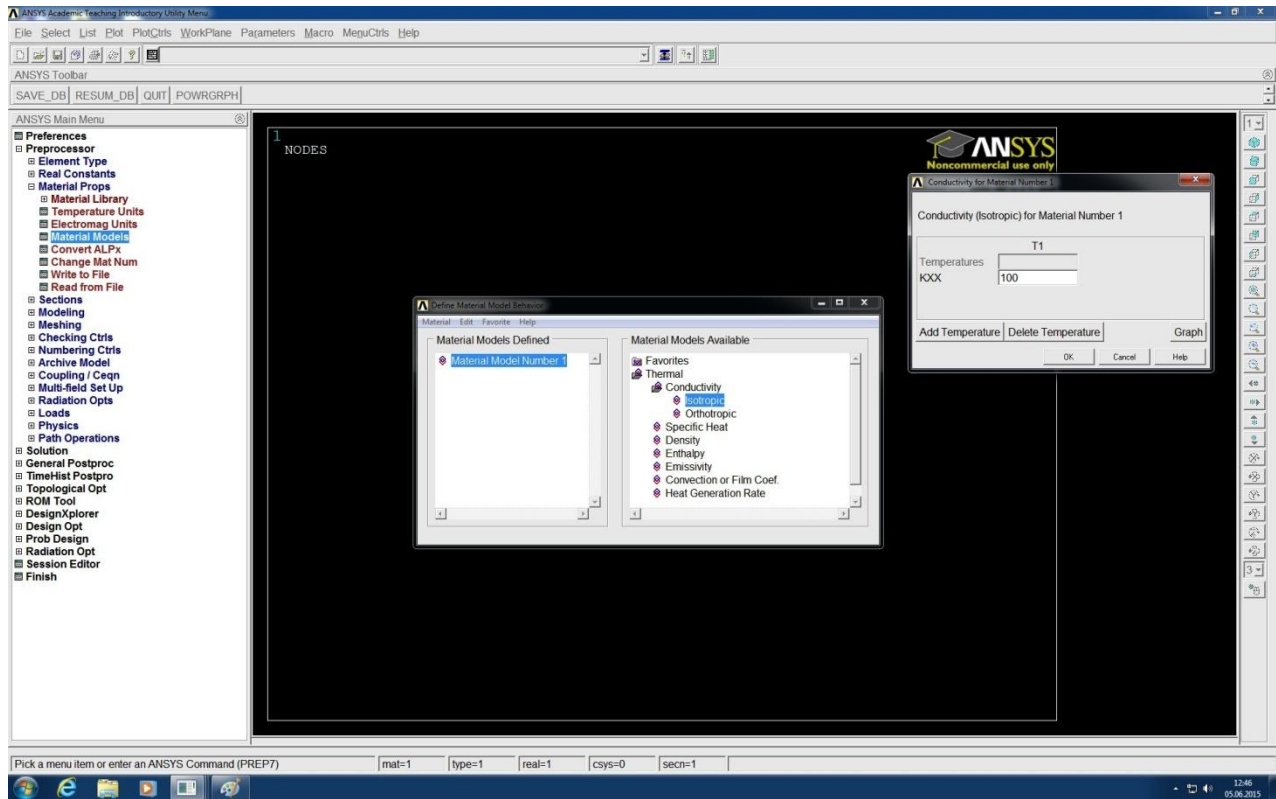 ANSYS Academic Teaching Introductory Utility Menu
File Select List Plot PlotCtrls WorkPlane Parameters Macro MenuCtrls Help
ANSYS Toolbar
SAVE_DB RESUM_DB QUIT POWRGRPH
ANSYS Main Menu
Preferences
Preprocessor
Element Type
Real Constants
Material Props
Material Library
Temperature Units
Electromag Units
Material Models
Convert ALPx
Change Mat Num
Write to File
Read from File
Sections
Modeling
Meshing
Checking Ctrls
Numbering Ctrls
Archive Model
Coupling / Ceqn
Multi-field Set Up
Radiation Opts
Loads
Physics
Path Operations
Solution
General Postproc
TimeHist Postpro
Topological Opt
ROM Tool
DesignXplorer
Design Opt
Prob Design
Radiation Opt
Session Editor
Finish
1
NODES
ANSYS
Noncommercial use only
Define Material Model Behavior
Material Edit Favorite Help
Material Models Defined
Material Model Number 1
Material Models Available
Favorites
Thermal
Conductivity
Isotropic
Orthotropic
Specific Heat
Density
Enthalpy
Emissivity
Convection or Film Coef.
Heat Generation Rate
Conductivity for Material Number 1
Conductivity (Isotropic) for Material Number 1
T1
Temperatures
KXX 100
Add Temperature Delete Temperature Graph
OK Cancel Help
1
3
Pick a menu item or enter an ANSYS Command (PREP7) mat=1 type=1 real=1 csys=0 secn=1
12:46
05.06.2015